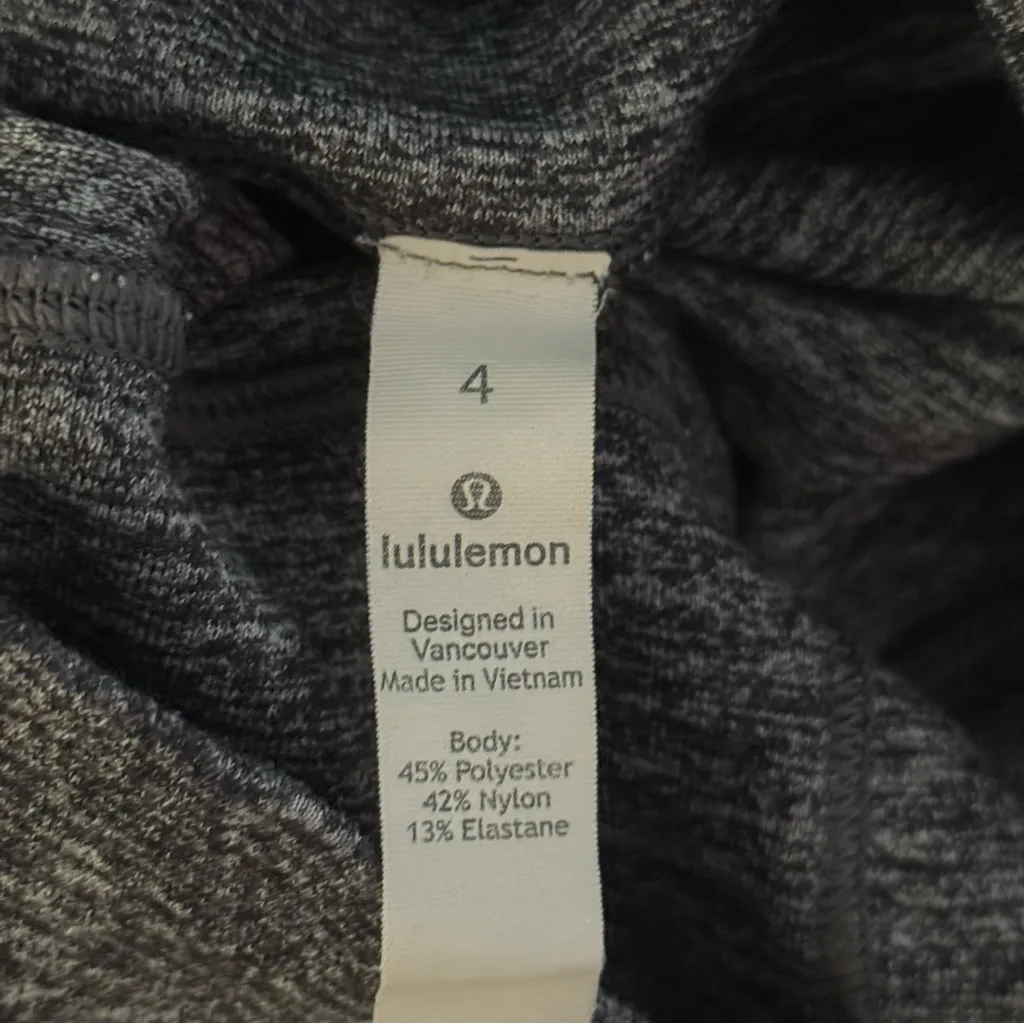 4
lululemon
Designed in
Vancouver
Made in Vietnam
Body:
45% Polyester
42% Nylon
13% Elastane